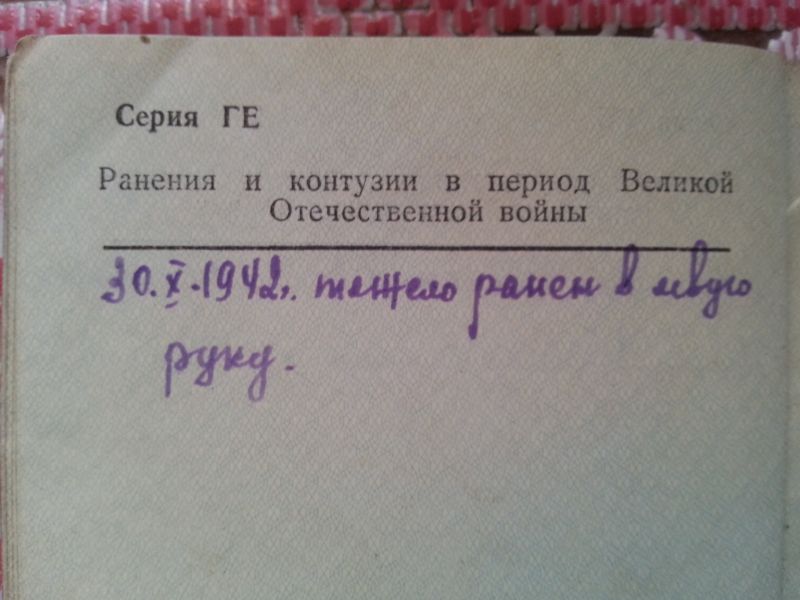 Серия ГЕ
Ранения и контузии в период Великой
Отечественной войны
30.X.1942г. тяжело ранен в левую
руку.